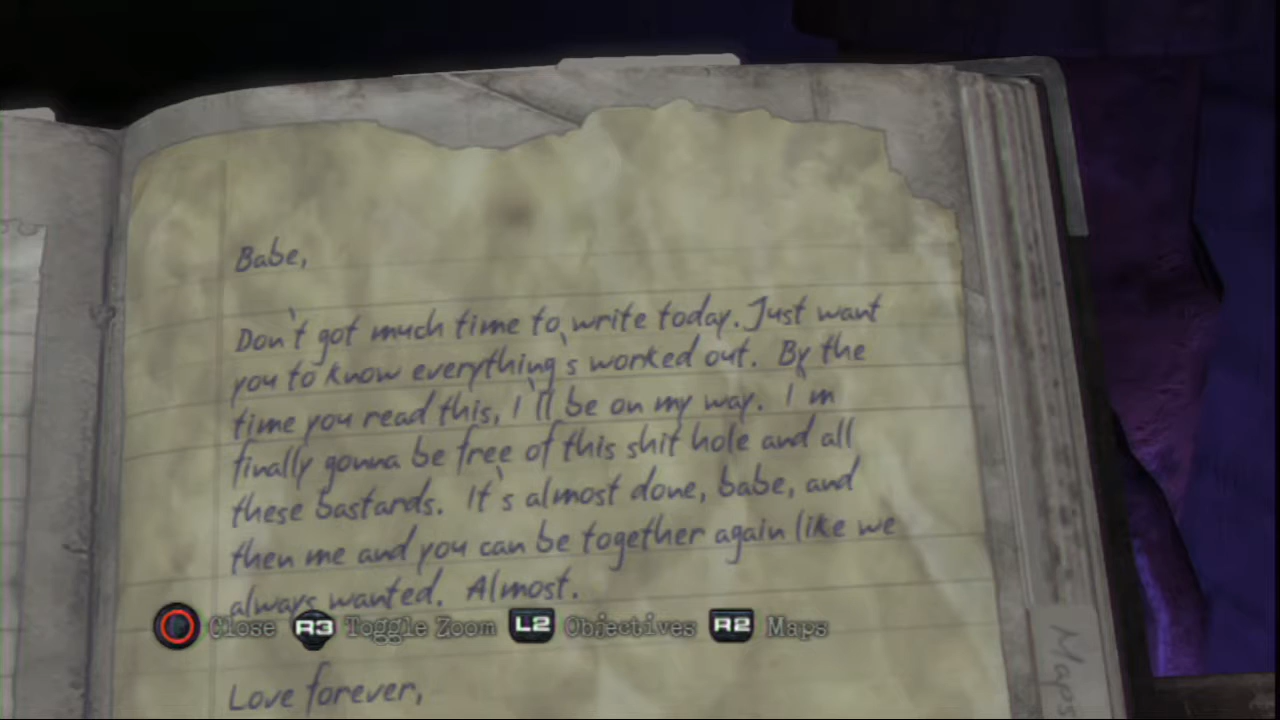 Babe,
Don't got much time to write today. Just want
you to know everything's worked out. By the
time you read this, I'll be on my way. I'm
finally gonna be free of this shit hole and all
these bastards. It's almost done, babe, and
then me and you can be together again like we
always wanted. Almost.
Close R3 Toggle Zoom L2 Objectives R2 Maps
Love forever,
Maps